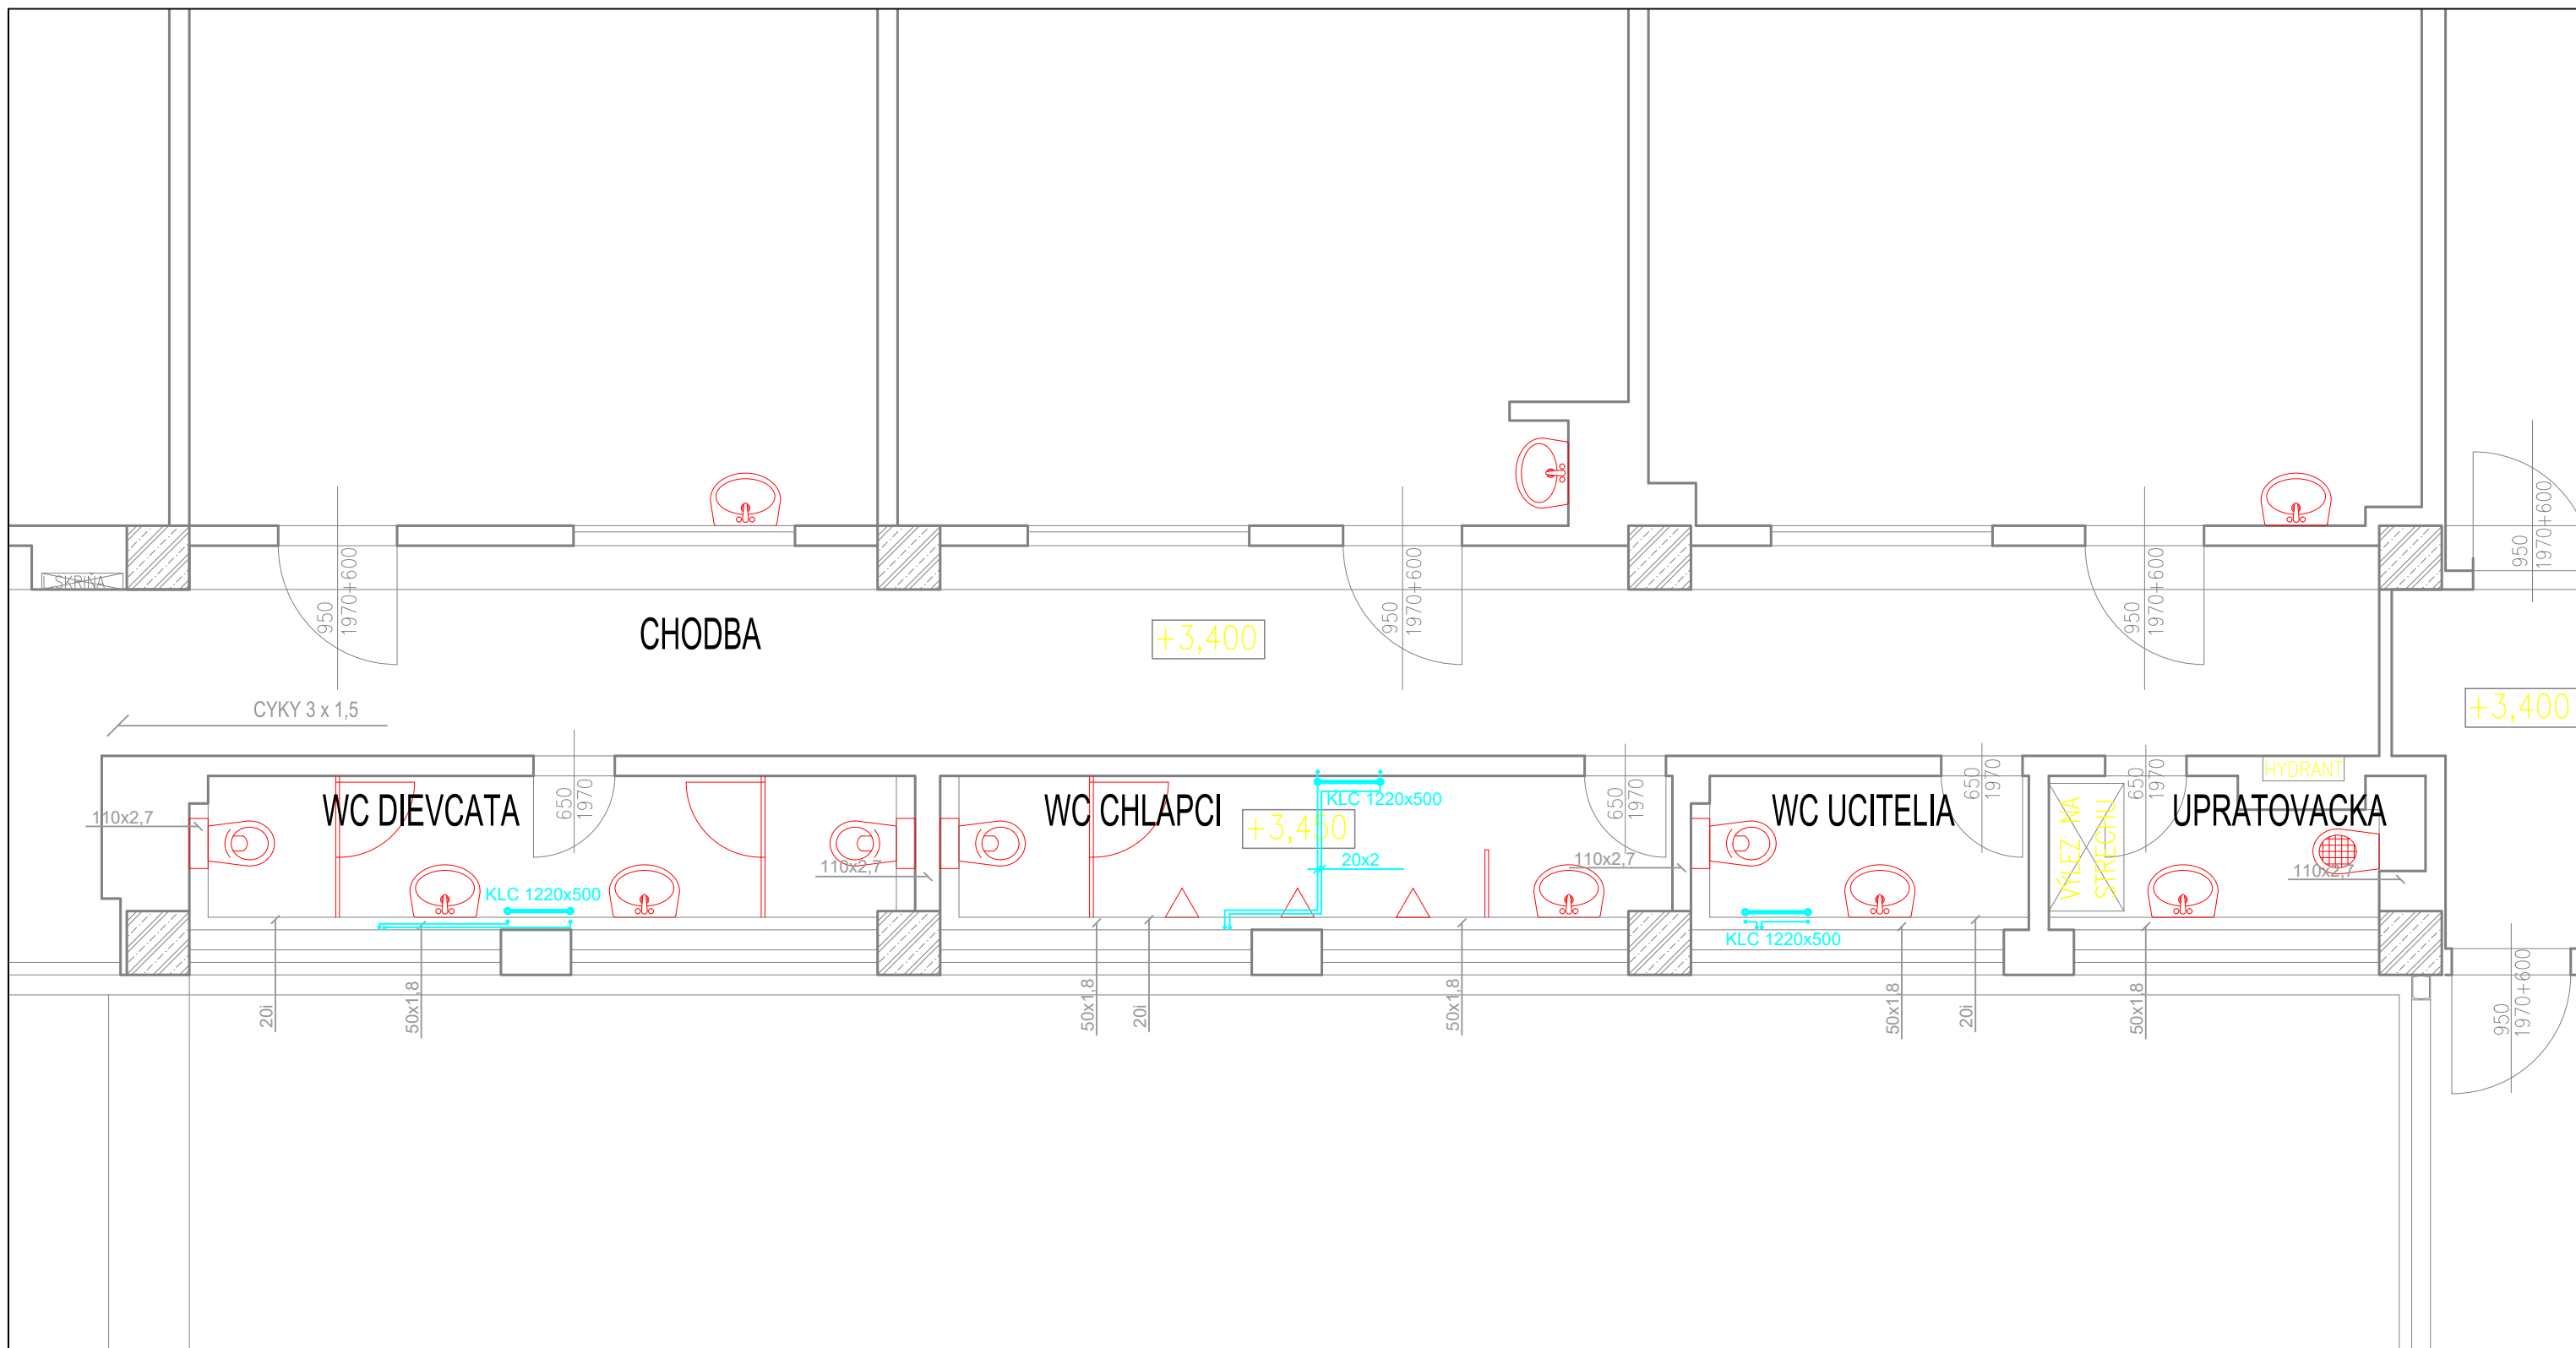 950
1970+600
950
1970+600
950
1970+600
950
1970+600
SKRIŇA
CHODBA
+3,400
+3,400
CYKY 3 x 1,5
HYDRANT
650
1970
650
1970
650
1970
650
1970
WC DIEVCATA
WC CHLAPCI
WC UCITELIA
UPRATOVACKA
KLC 1220x500
+3,450
110x2,7
110x2,7
20x2
110x2,7
110x2,7
VÝLEZ NA
STRECHU
KLC 1220x500
KLC 1220x500
20i
50x1,8
50x1,8
20i
50x1,8
50x1,8
20i
50x1,8
950
1970+600